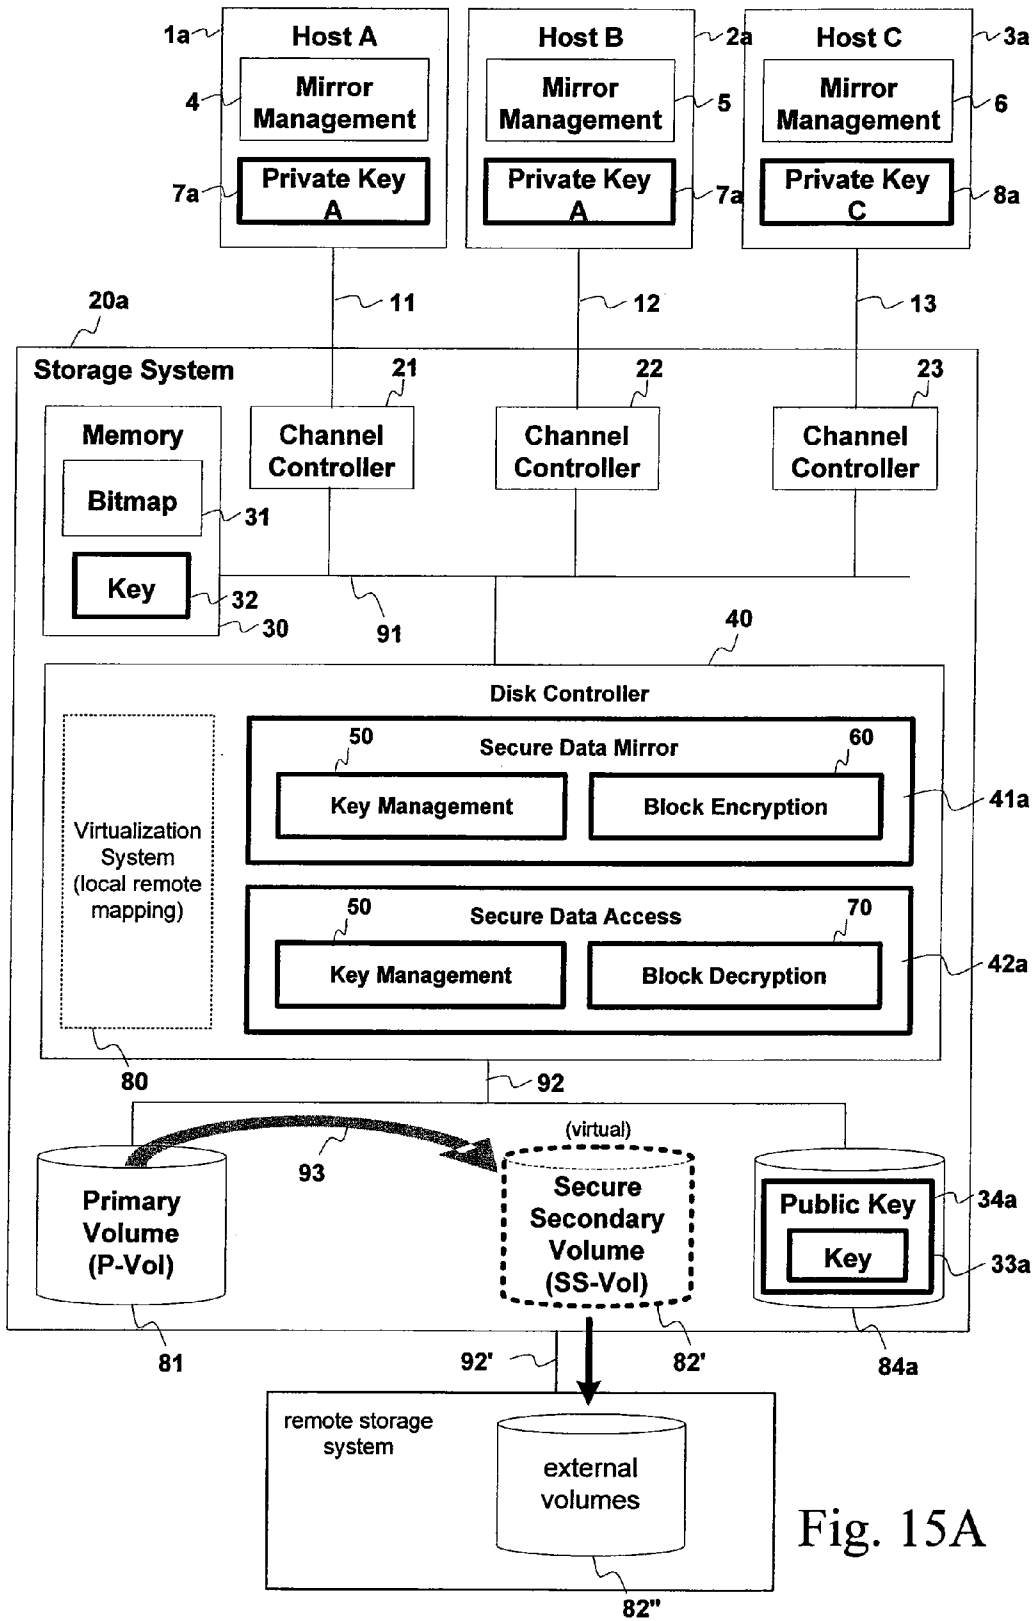 1a
Host A
Host B
2a
Host C
3a
4
Mirror
Management
Mirror
Management
5
Mirror
Management
6
7a
Private Key
A
Private Key
A
7a
Private Key
C
8a
11
12
13
20a
Storage System
21
22
23
Memory
Channel
Controller
Channel
Controller
Channel
Controller
Bitmap
31
Key
32
30
91
40
Disk Controller
50
Secure Data Mirror
60
Key Management
Block Encryption
41a
Virtualization
System
(local remote
mapping)
50
Secure Data Access
70
Key Management
Block Decryption
42a
80
92
(virtual)
93
Primary
Volume
(P-Vol)
Secure
Secondary
Volume
(SS-Vol)
Public Key
34a
Key
33a
81
92'
82'
84a
remote storage
system
external
volumes
Fig. 15A
82"